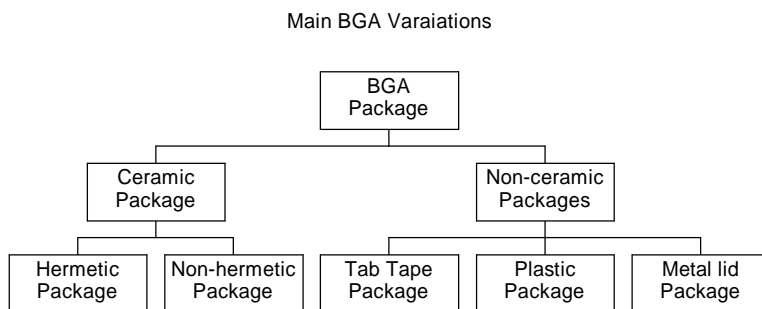 Main BGA Varaiations
BGA
Package
Ceramic
Package
Non-ceramic
Packages
Hermetic
Package
Non-hermetic
Package
Tab Tape
Package
Plastic
Package
Metal lid
Package